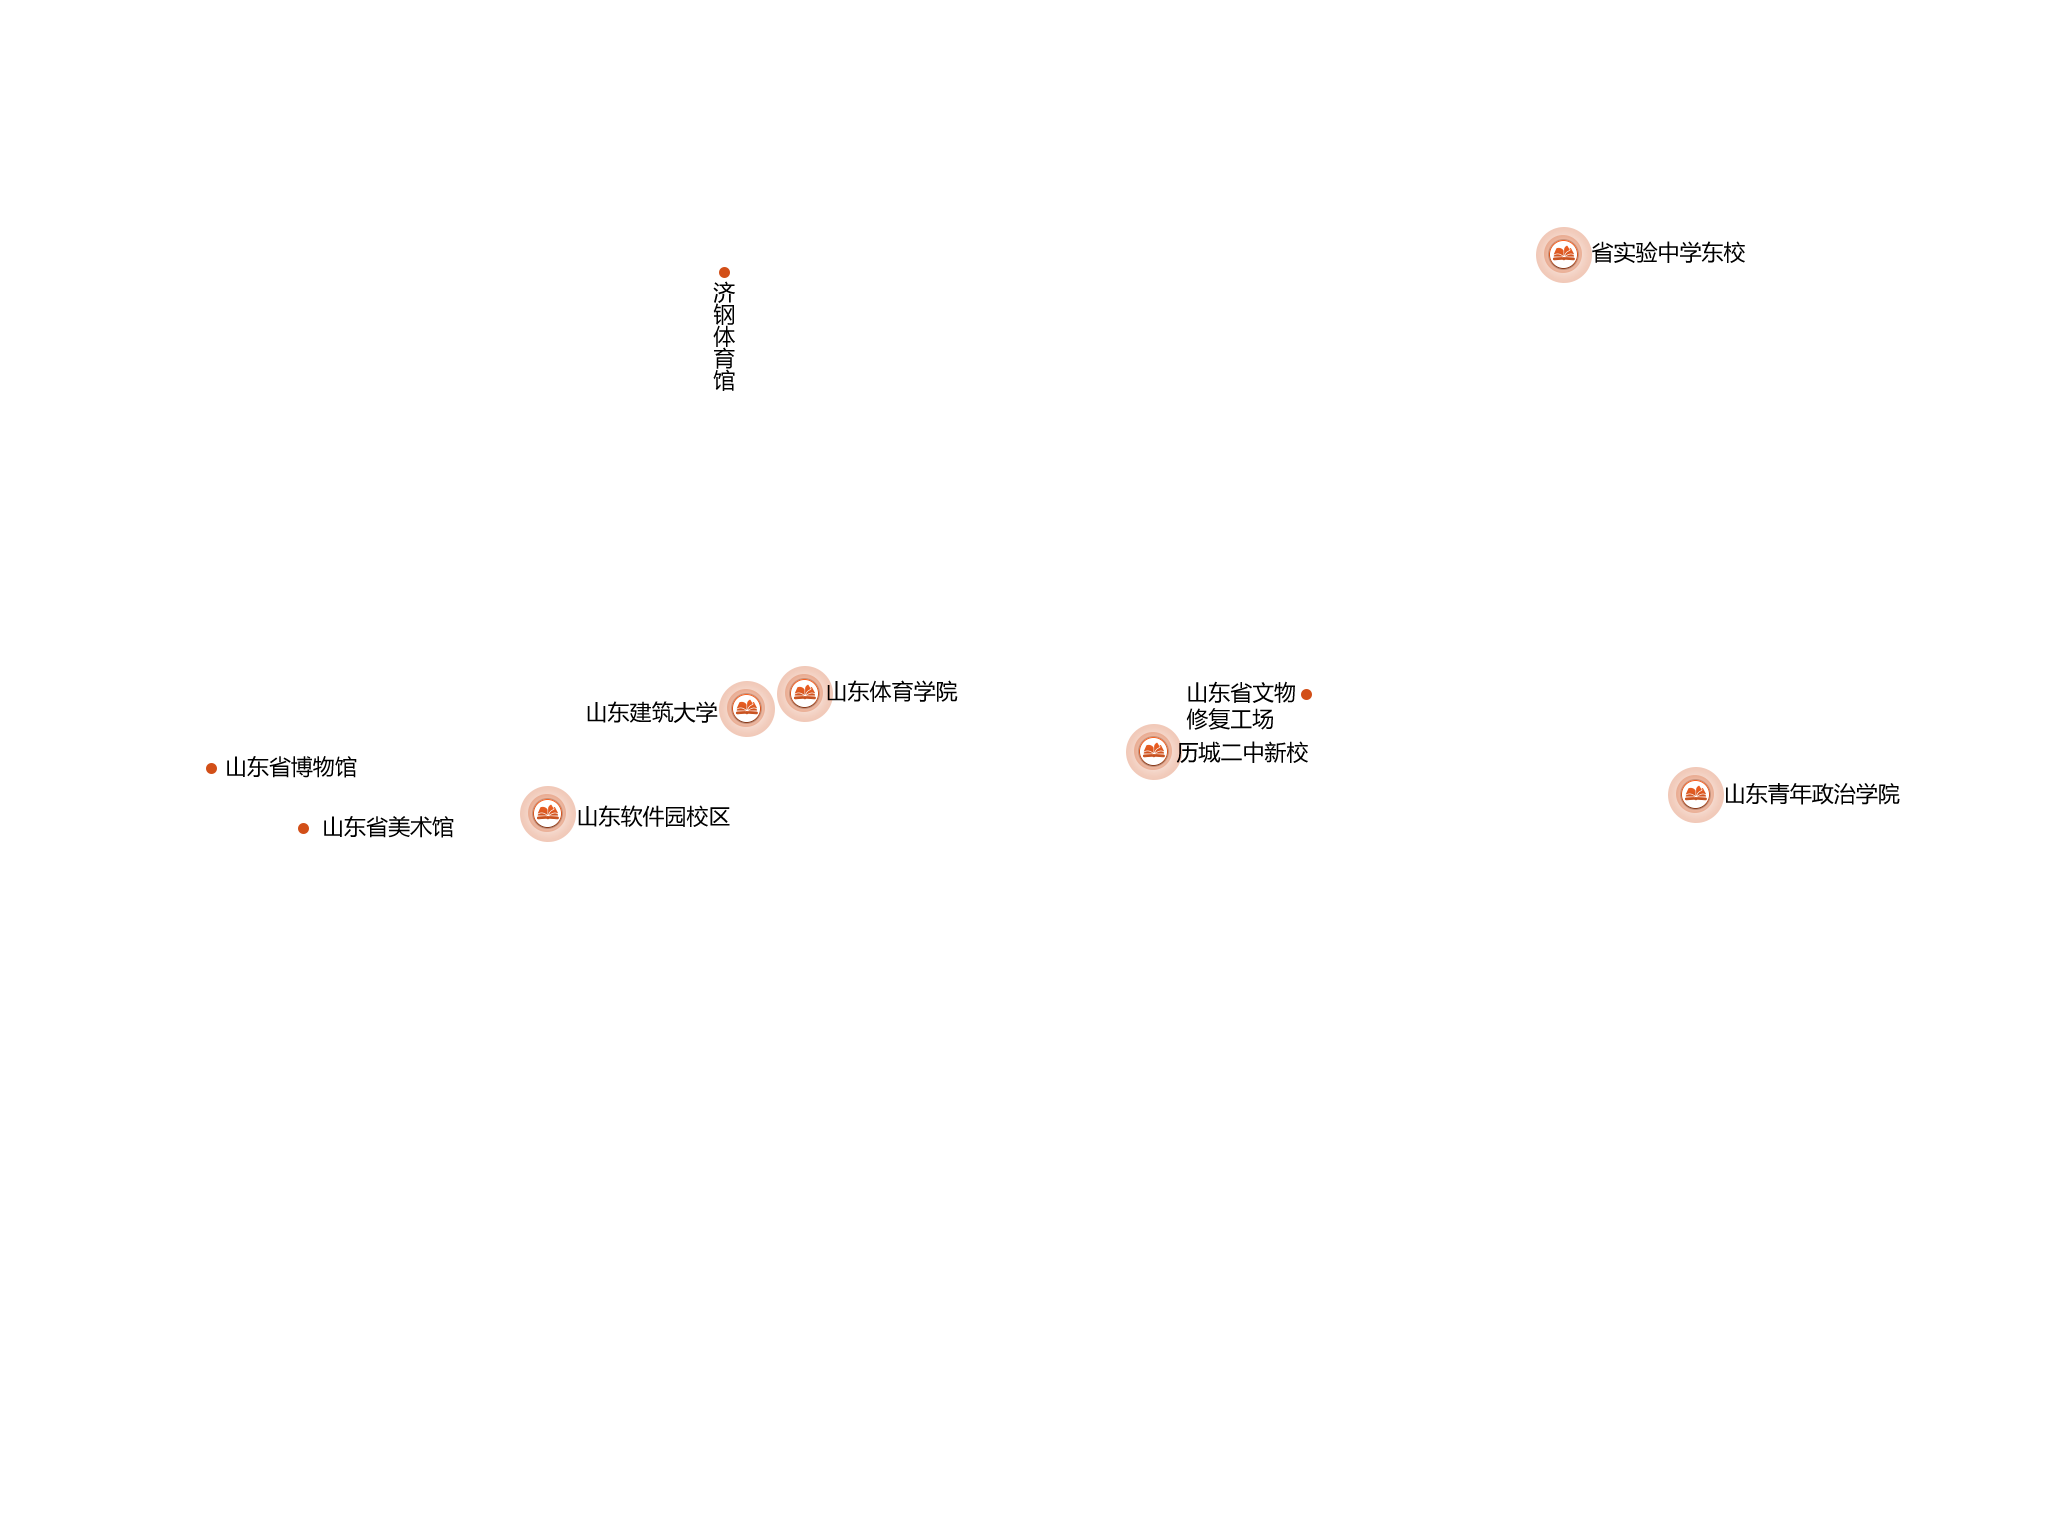 省实验中学东校
济钢体育馆
山东体育学院
山东省文物
修复工场
山东建筑大学
历城二中新校
山东省博物馆
山东青年政治学院
山东软件园校区
山东省美术馆